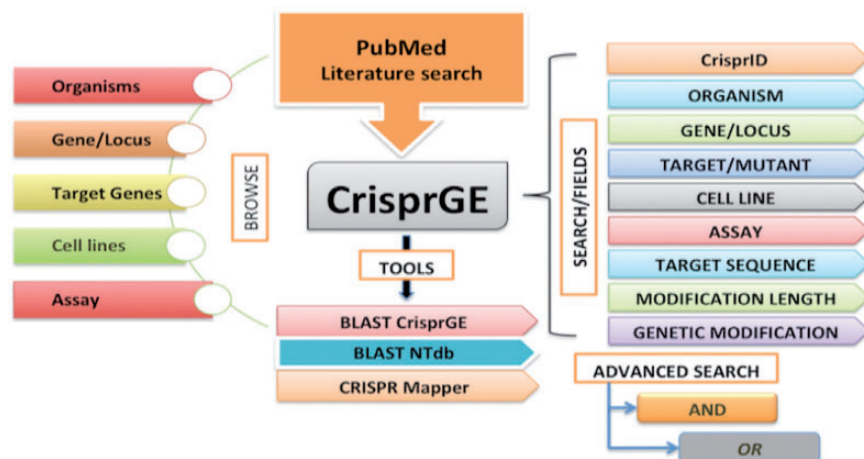 PubMed
Literature search
Organisms
Gene/Locus
Target Genes
Cell lines
Assay
BROWSE
CrisprGE
TOOLS
BLAST CrisprGE
BLAST NTdb
CRISPR Mapper
SEARCH/FIELDS
CrisprID
ORGANISM
GENE/LOCUS
TARGET/MUTANT
CELL LINE
ASSAY
TARGET SEQUENCE
MODIFICATION LENGTH
GENETIC MODIFICATION
ADVANCED SEARCH
AND
OR